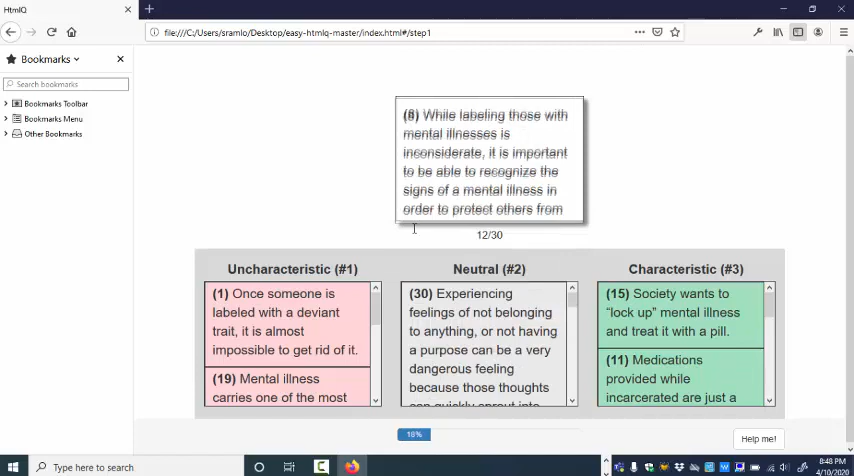 HtmlQ
file:///C:/Users/sramlo/Desktop/easy-htmlq-master/index.html#/step1
Bookmarks
Search bookmarks
Bookmarks Toolbar
Bookmarks Menu
Other Bookmarks
(8) While labeling those with
mental illnesses is
inconsiderate, it is important
to be able to recognize the
signs of a mental illness in
order to protect others from
12/30
Uncharacteristic (#1)
(1) Once someone is
labeled with a deviant
trait, it is almost
impossible to get rid of it.
(19) Mental illness
carries one of the most
Neutral (#2)
(30) Experiencing
feelings of not belonging
to anything, or not having
a purpose can be a very
dangerous feeling
because those thoughts
can quickly sprout into
Characteristic (#3)
(15) Society wants to
“lock up” mental illness
and treat it with a pill.
(11) Medications
provided while
incarcerated are just a
18%
Help me!
Type here to search
8:48 PM
4/10/2020